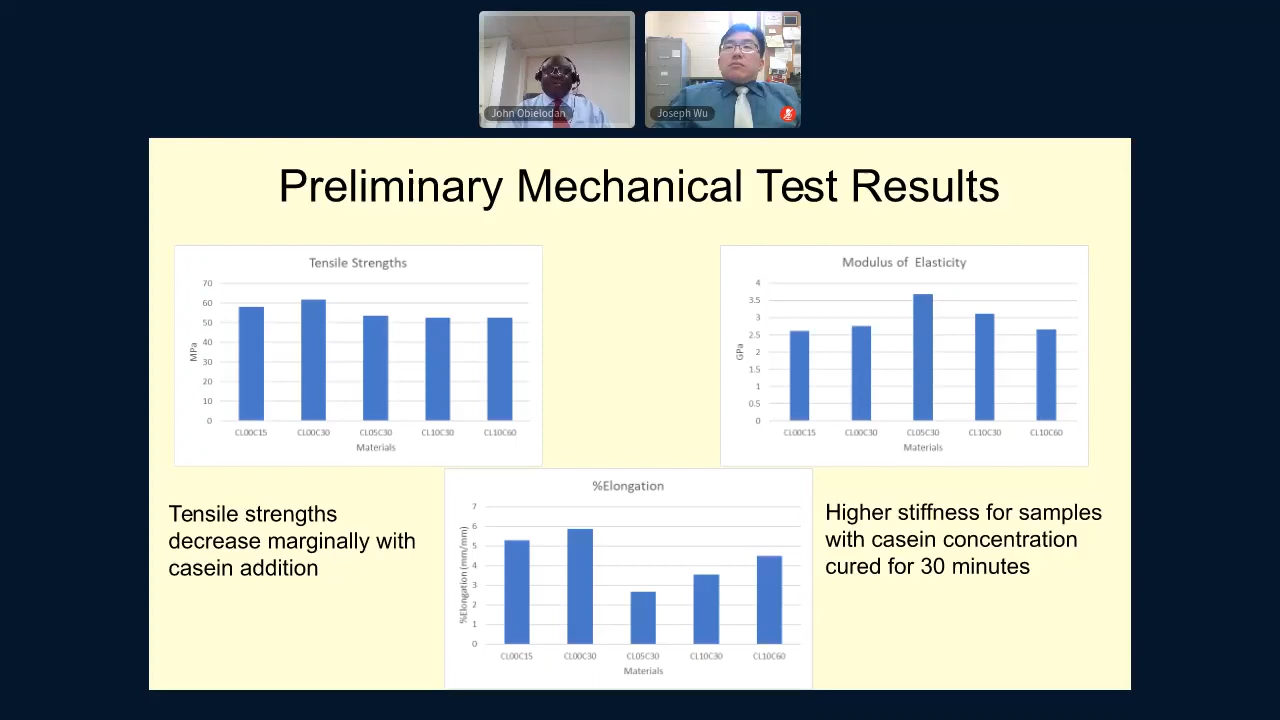 John Obielodan
Joseph Wu
Preliminary Mechanical Test Results
Tensile Strengths
70
60
50
40
30
20
10
0
MPa
CL00C15 CL00C30 CL05C30 CL10C30 CL10C60
Materials
Modulus of Elasticity
4
3.5
3
2.5
2
1.5
1
0.5
0
GPa
CL00C15 CL00C30 CL05C30 CL10C30 CL10C60
Materials
Tensile strengths
decrease marginally with
casein addition
%Elongation
7
6
5
4
3
2
1
0
%Elongation (mm/mm)
CL00C15 CL00C30 CL05C30 CL10C30 CL10C60
Materials
Higher stiffness for samples
with casein concentration
cured for 30 minutes